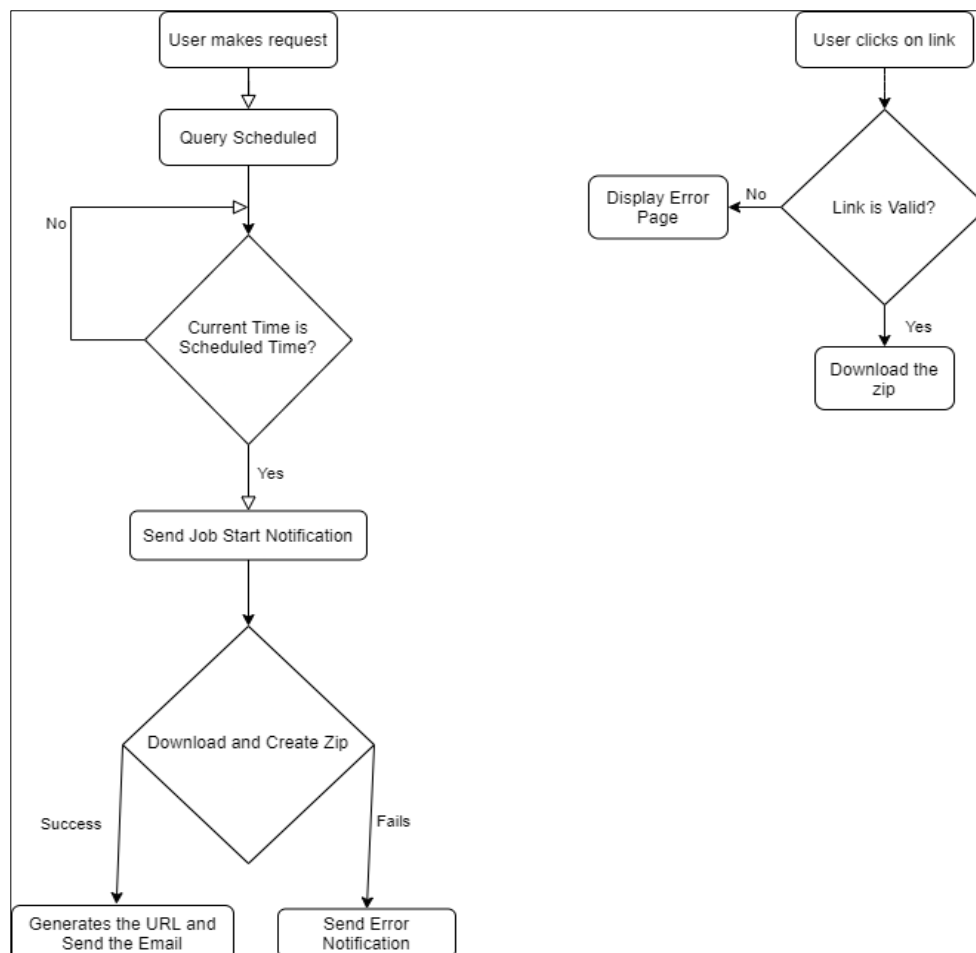 User makes request
Query Scheduled
No
Current Time is
Scheduled Time?
Yes
Send Job Start Notification
Download and Create Zip
Success
Fails
Generates the URL and
Send the Email
Send Error
Notification
User clicks on link
Link is Valid?
No
Display Error
Page
Yes
Download the
zip